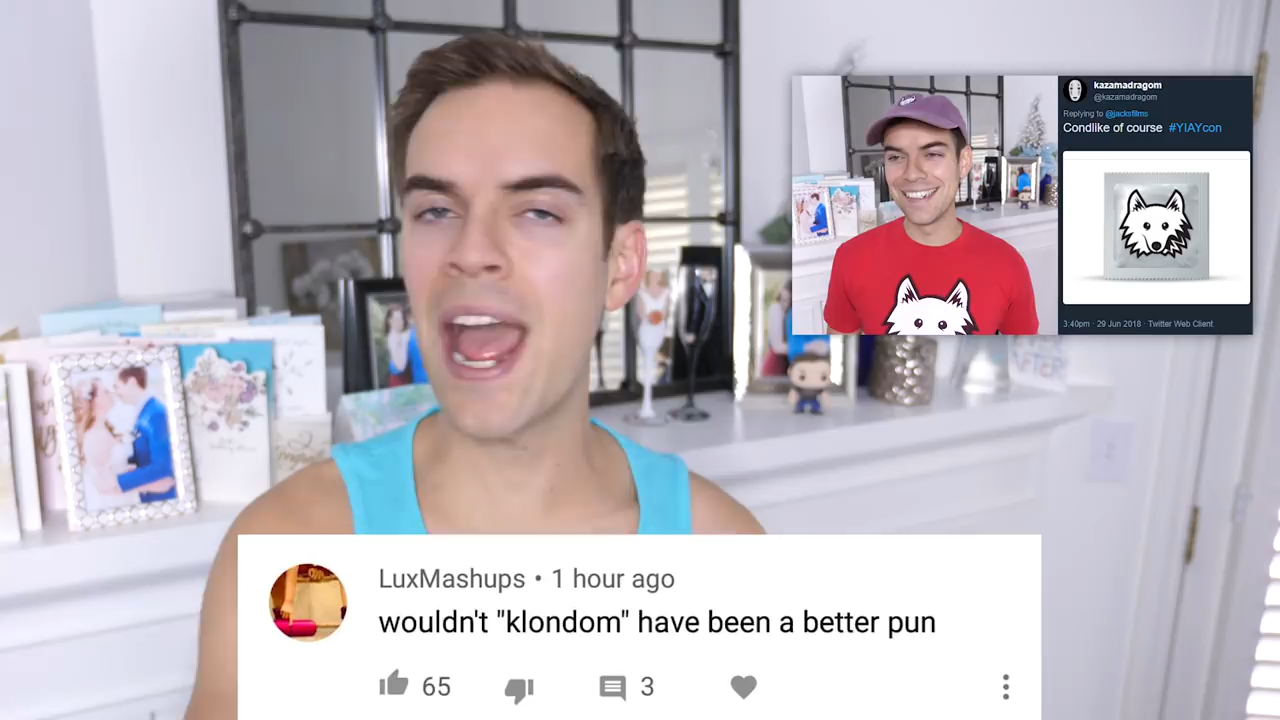 kazamadragom
@kazamadragom
Replying to @jacksfilms
Condlike of course #YIAYcon
3:40pm · 29 Jun 2018 · Twitter Web Client
LuxMashups • 1 hour ago
wouldn't "klondom" have been a better pun
65
3